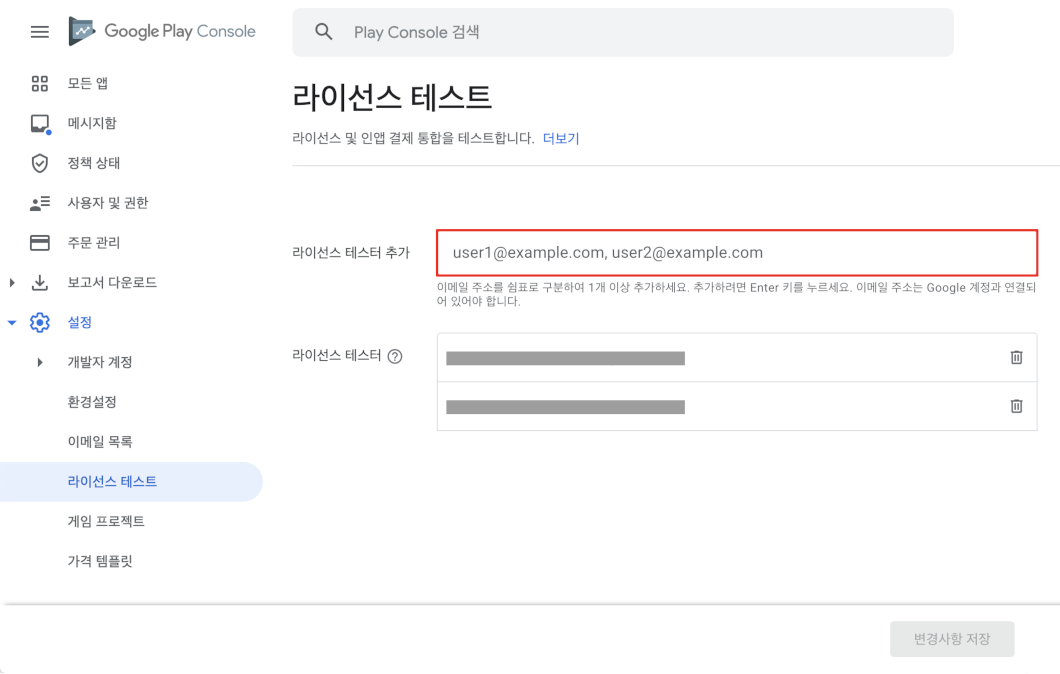 Google Play Console
Play Console 검색
모든 앱
메시지함
정책 상태
사용자 및 권한
주문 관리
보고서 다운로드
설정
개발자 계정
환경설정
이메일 목록
라이선스 테스트
게임 프로젝트
가격 템플릿
라이선스 테스트
라이선스 및 인앱 결제 통합을 테스트합니다. 더보기
라이선스 테스터 추가
user1@example.com, user2@example.com
이메일 주소를 쉼표로 구분하여 1개 이상 추가하세요. 추가하려면 Enter 키를 누르세요. 이메일 주소는 Google 계정과 연결되
어 있어야 합니다.
라이선스 테스터
변경사항 저장